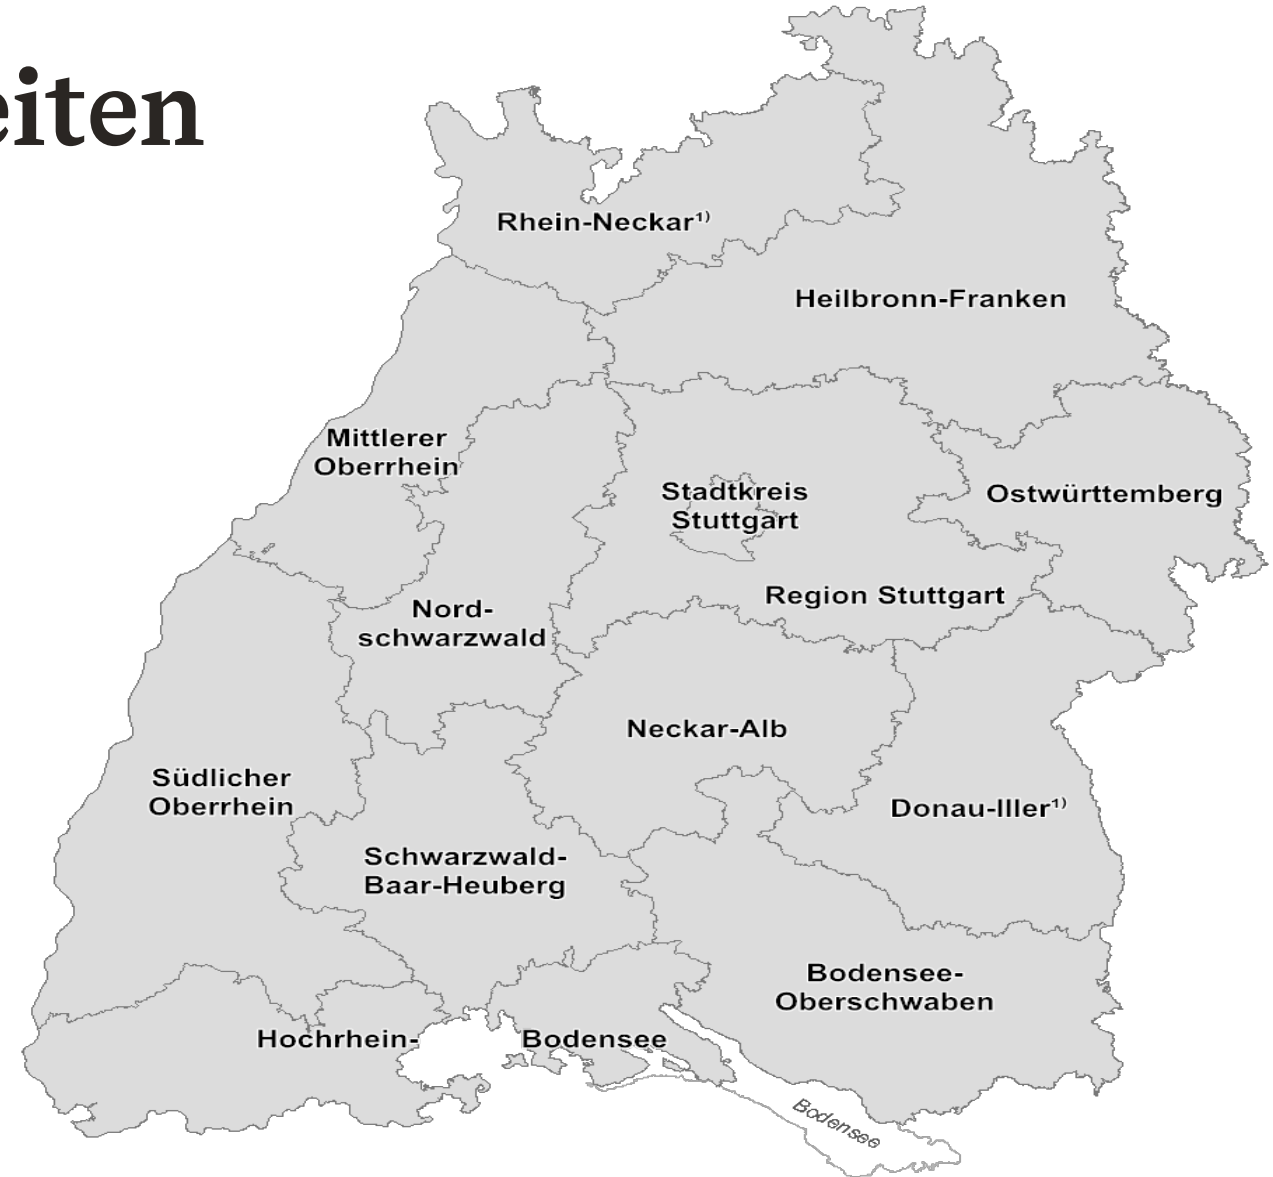 eiten
Rhein-Neckar¹⁾
Heilbronn-Franken
Mittlerer
Oberrhein
Stadtkreis
Stuttgart
Ostwürttemberg
Region Stuttgart
Nord-
schwarzwald
Neckar-Alb
Südlicher
Oberrhein
Donau-Iller¹⁾
Schwarzwald-
Baar-Heuberg
Bodensee-
Oberschwaben
Hochrhein- Bodensee
Bodensee